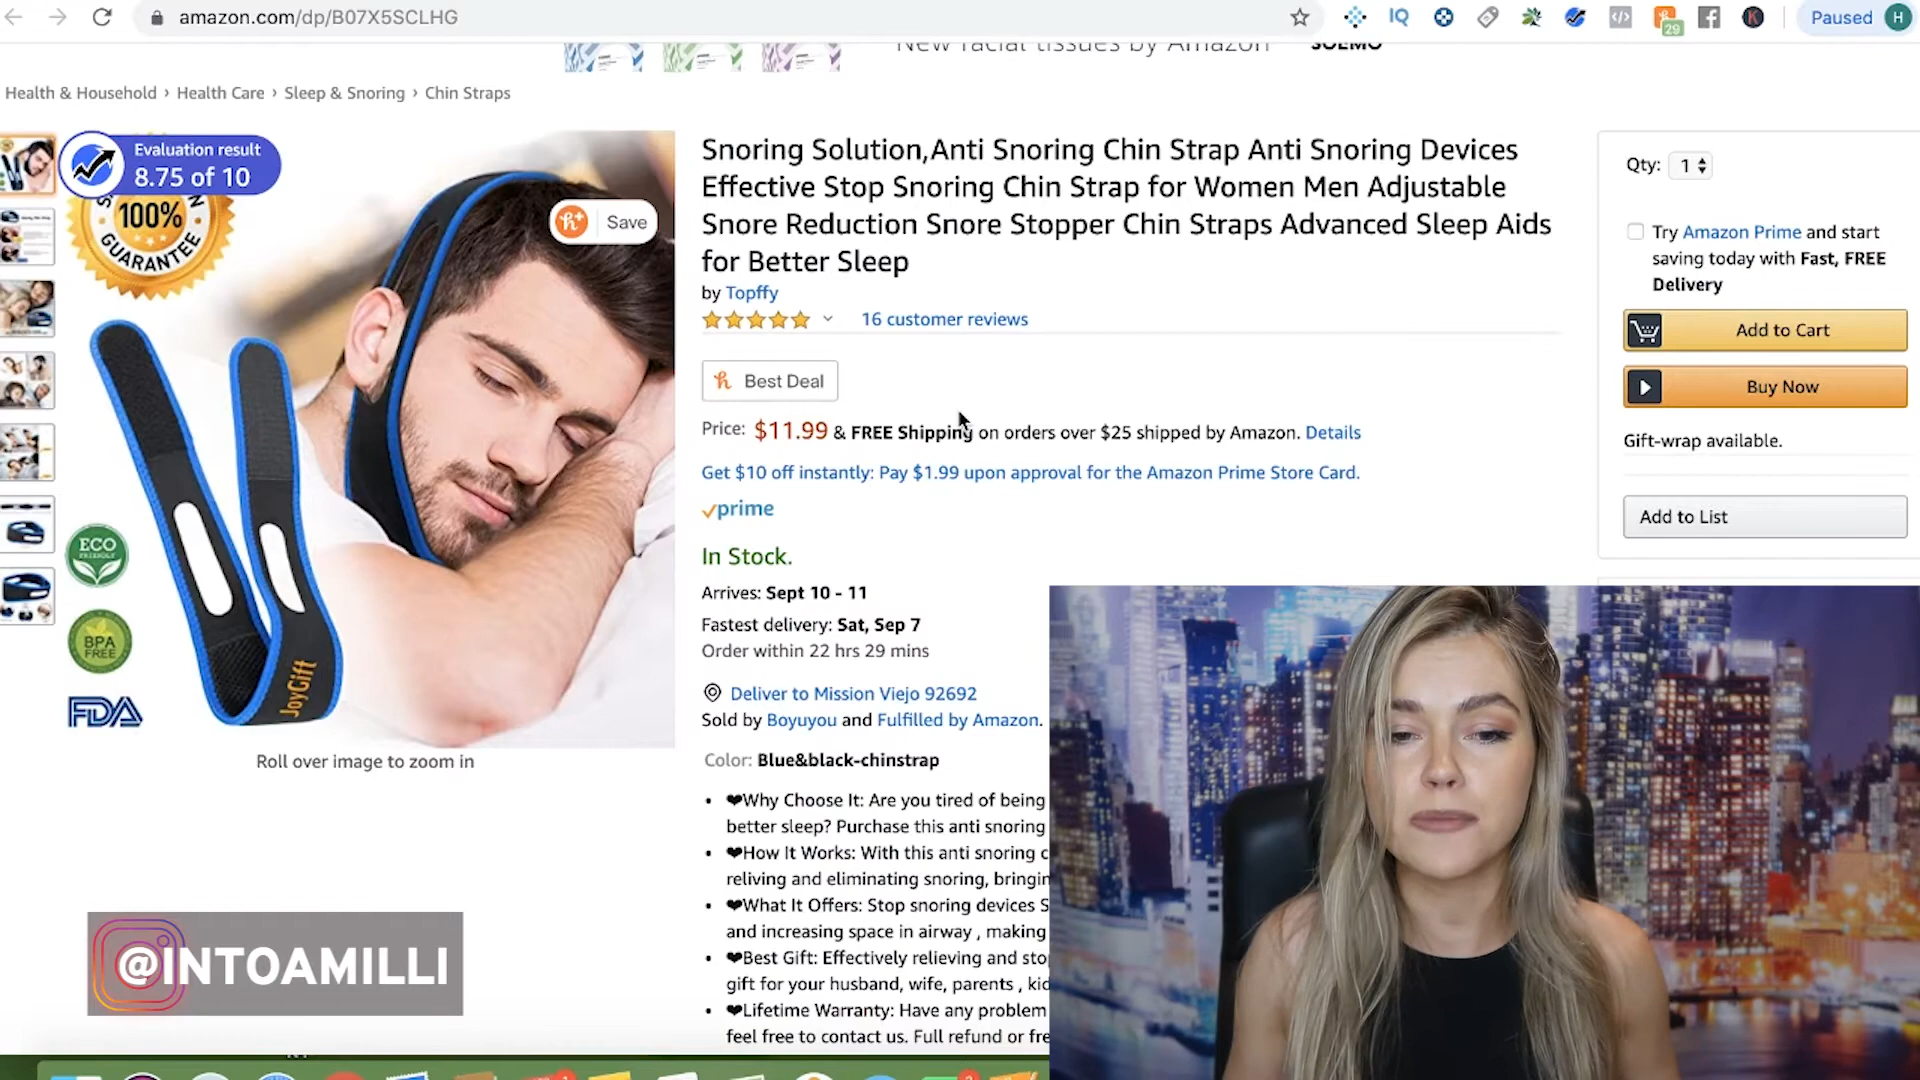 amazon.com/dp/B07X5SCLHG
IQ
29
Paused
H
New facial tissues by Amazon
SOLIMO
Health & Household › Health Care › Sleep & Snoring › Chin Straps
Evaluation result
8.75 of 10
100%
GUARANTEE
Save
ECO
FRIENDLY
BPA
FREE
FDA
JoyGift
Roll over image to zoom in
Snoring Solution,Anti Snoring Chin Strap Anti Snoring Devices
Effective Stop Snoring Chin Strap for Women Men Adjustable
Snore Reduction Snore Stopper Chin Straps Advanced Sleep Aids
for Better Sleep
by Topffy
16 customer reviews
Best Deal
Price: $11.99 & FREE Shipping on orders over $25 shipped by Amazon. Details
Get $10 off instantly: Pay $1.99 upon approval for the Amazon Prime Store Card.
prime
In Stock.
Arrives: Sept 10 - 11
Fastest delivery: Sat, Sep 7
Order within 22 hrs 29 mins
Deliver to Mission Viejo 92692
Sold by Boyuyou and Fulfilled by Amazon.
Color: Blue&black-chinstrap
• ❤Why Choose It: Are you tired of being
better sleep? Purchase this anti snoring
• ❤How It Works: With this anti snoring c
reliving and eliminating snoring, bringin
• ❤What It Offers: Stop snoring devices S
and increasing space in airway , making
• ❤Best Gift: Effectively relieving and sto
gift for your husband, wife, parents , kid
• ❤Lifetime Warranty: Have any problem
feel free to contact us. Full refund or fre
Qty: 1
Try Amazon Prime and start
saving today with Fast, FREE
Delivery
Add to Cart
Buy Now
Gift-wrap available.
Add to List
@INTOAMILLI